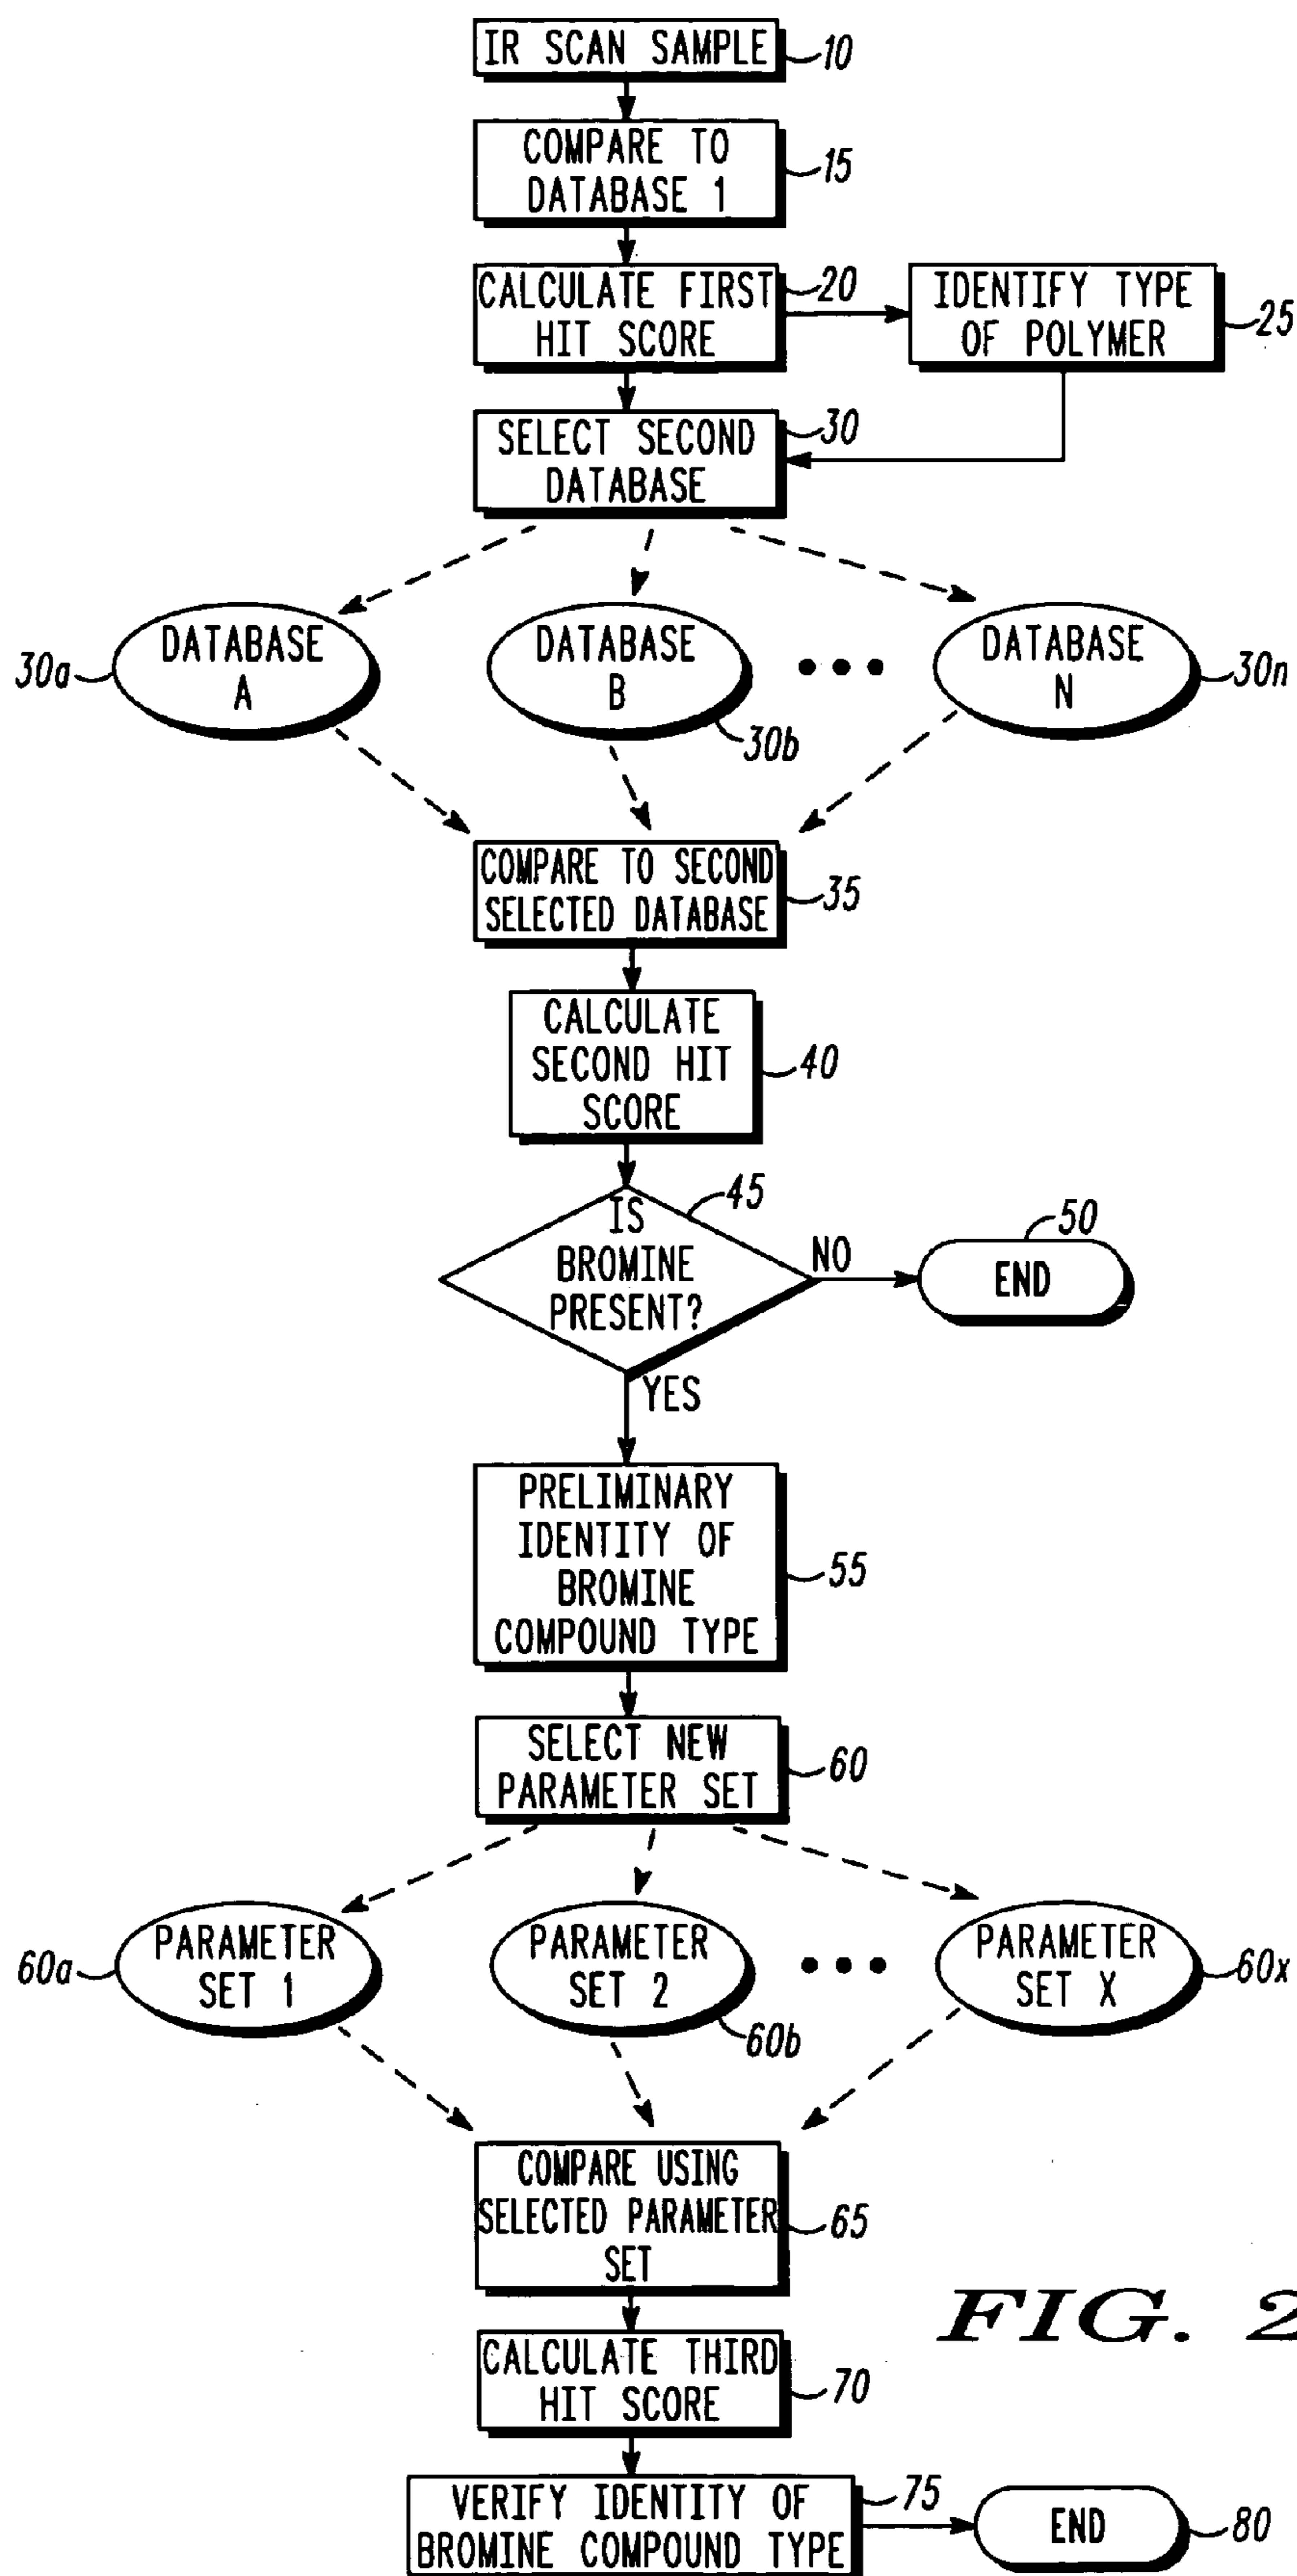 IR SCAN SAMPLE
10
COMPARE TO
DATABASE 1
15
CALCULATE FIRST
HIT SCORE
20
IDENTIFY TYPE
OF POLYMER
25
SELECT SECOND
DATABASE
30
DATABASE
A
30a
DATABASE
B
30b
DATABASE
N
30n
COMPARE TO SECOND
SELECTED DATABASE
35
CALCULATE
SECOND HIT
SCORE
40
IS
BROMINE
PRESENT?
45
NO
END
50
YES
PRELIMINARY
IDENTITY OF
BROMINE
COMPOUND TYPE
55
SELECT NEW
PARAMETER SET
60
PARAMETER
SET 1
60a
PARAMETER
SET 2
60b
PARAMETER
SET X
60x
COMPARE USING
SELECTED PARAMETER
SET
65
CALCULATE THIRD
HIT SCORE
70
VERIFY IDENTITY OF
BROMINE COMPOUND TYPE
75
END
80
FIG. 2